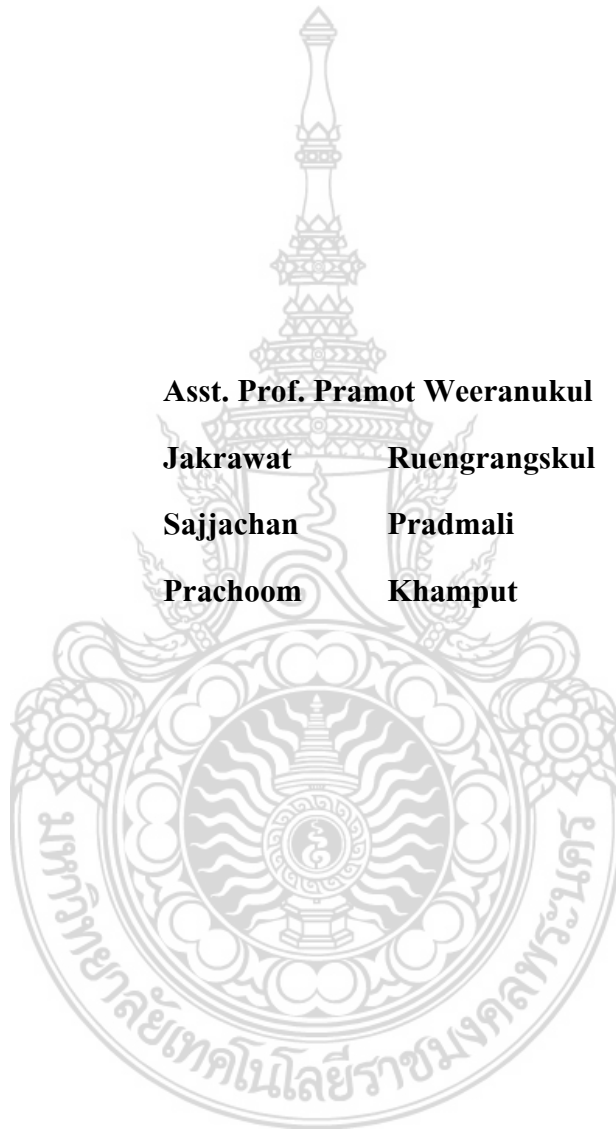 Asst. Prof. Pramot Weeranukul
Jakrawat Ruengrangskul
Sajjachan Pradmali
Prachoom Khamput
มหาวิทยาลัยเทคโนโลยีราชมงคลพระนคร